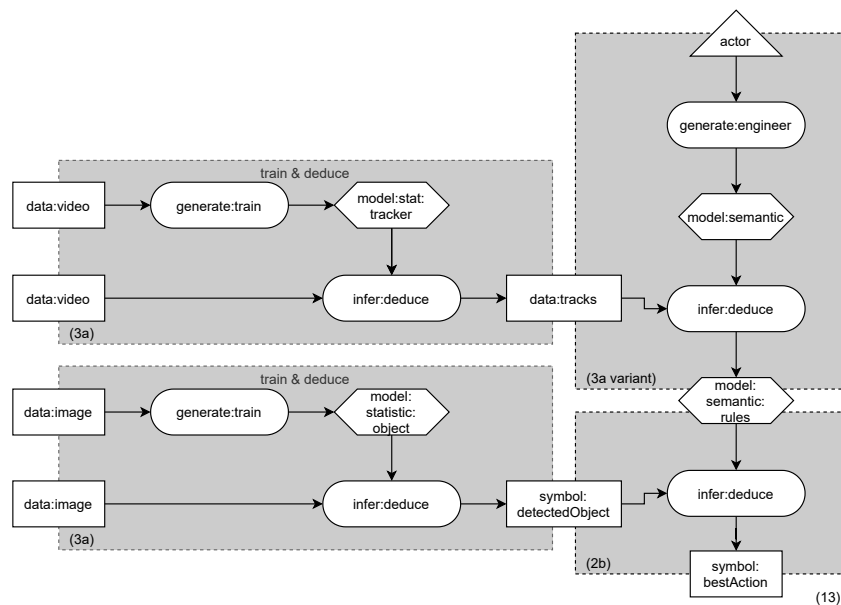 actor
generate:engineer
model:semantic
infer:deduce
(3a variant)
train & deduce
data:video
generate:train
model:stat:
tracker
data:video
infer:deduce
data:tracks
(3a)
train & deduce
data:image
generate:train
model:
statistic:
object
data:image
infer:deduce
symbol:
detectedObject
(3a)
model:
semantic:
rules
infer:deduce
(2b)
symbol:
bestAction
(13)